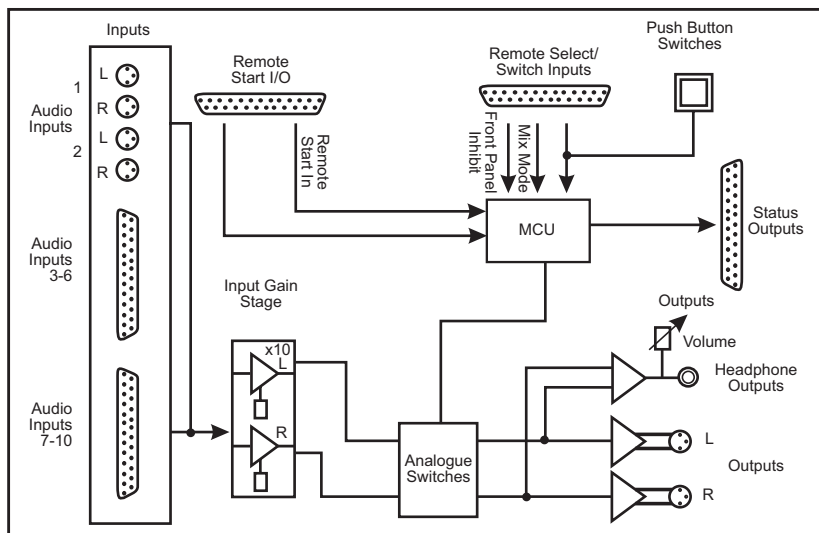 Inputs
1
L
R
Audio
Inputs
2
L
R
Audio
Inputs
3-6
Audio
Inputs
7-10
Remote
Start I/O
Remote
Start In
Remote Select/
Switch Inputs
Front Panel
Inhibit
Mix Mode
Push Button
Switches
MCU
Status
Outputs
Input Gain
Stage
x10
L
R
Analogue
Switches
Outputs
Volume
Headphone
Outputs
L
Outputs
R